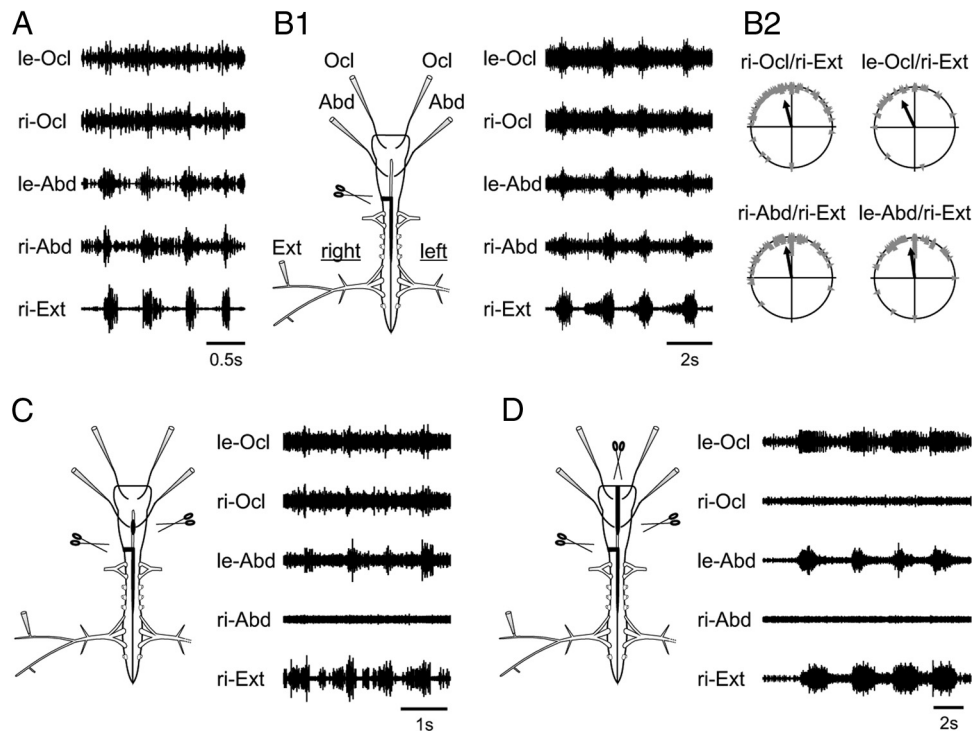 A
le-Ocl
ri-Ocl
le-Abd
ri-Abd
ri-Ext
0.5s
B1
Ocl Ocl
Abd Abd
Ext right left
le-Ocl
ri-Ocl
le-Abd
ri-Abd
ri-Ext
2s
B2
ri-Ocl/ri-Ext le-Ocl/ri-Ext
ri-Abd/ri-Ext le-Abd/ri-Ext
C
le-Ocl
ri-Ocl
le-Abd
ri-Abd
ri-Ext
1s
D
le-Ocl
ri-Ocl
le-Abd
ri-Abd
ri-Ext
2s